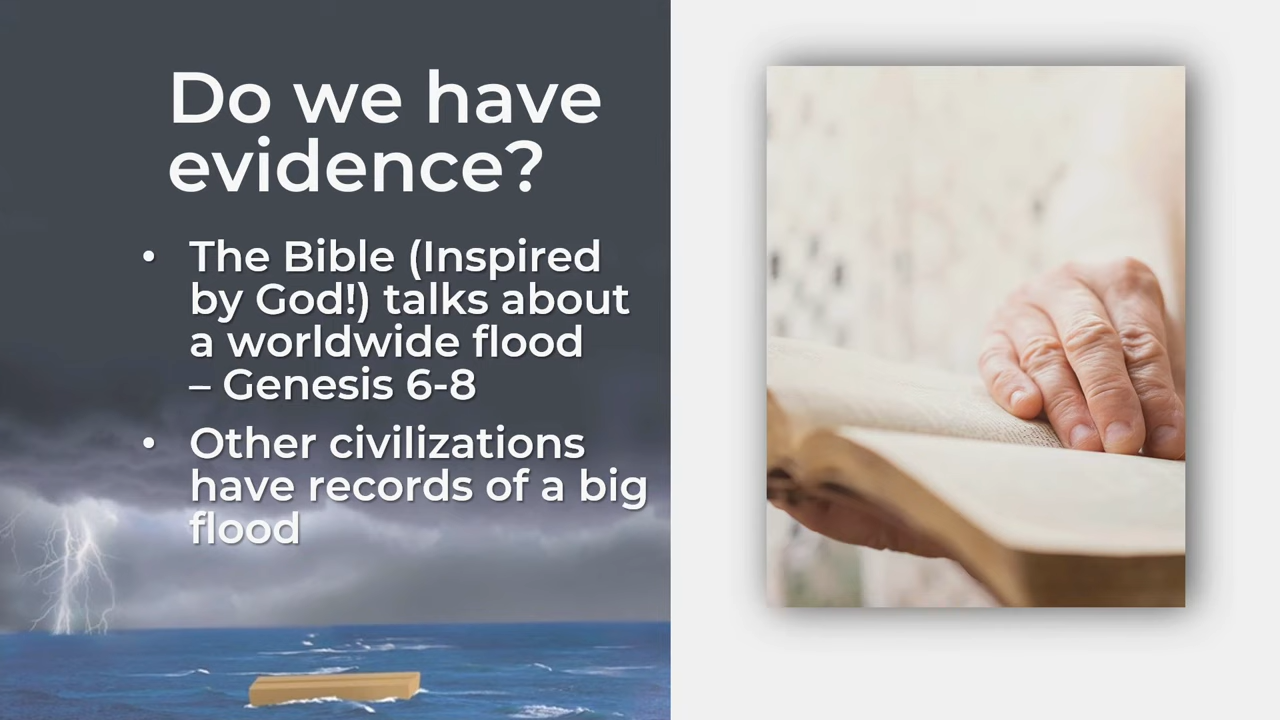 Do we have
evidence?
• The Bible (Inspired
by God!) talks about
a worldwide flood
– Genesis 6-8
• Other civilizations
have records of a big
flood